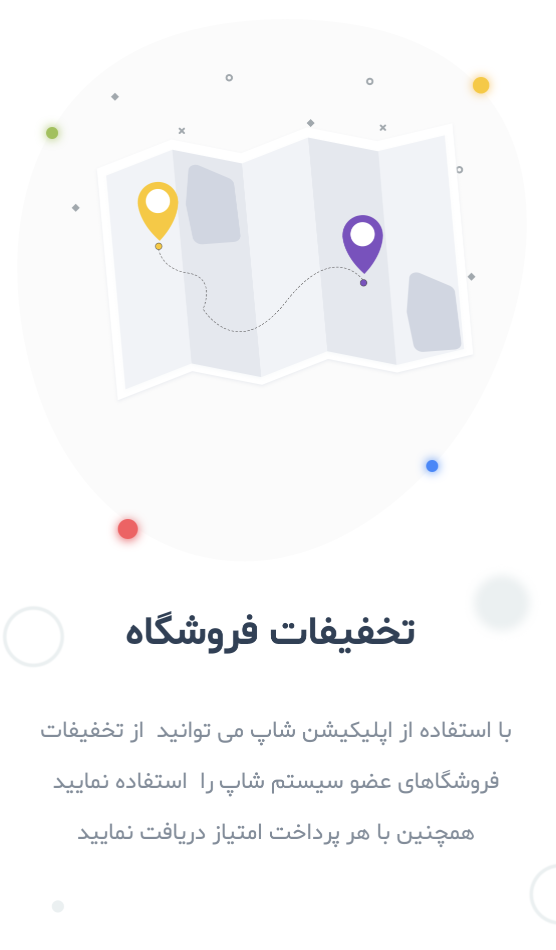 تخفیفات فروشگاه
با استفاده از اپلیکیشن شاپ می توانید از تخفیفات
فروشگاهای عضو سیستم شاپ را استفاده نمایید
همچنین با هر پرداخت امتیاز دریافت نمایید